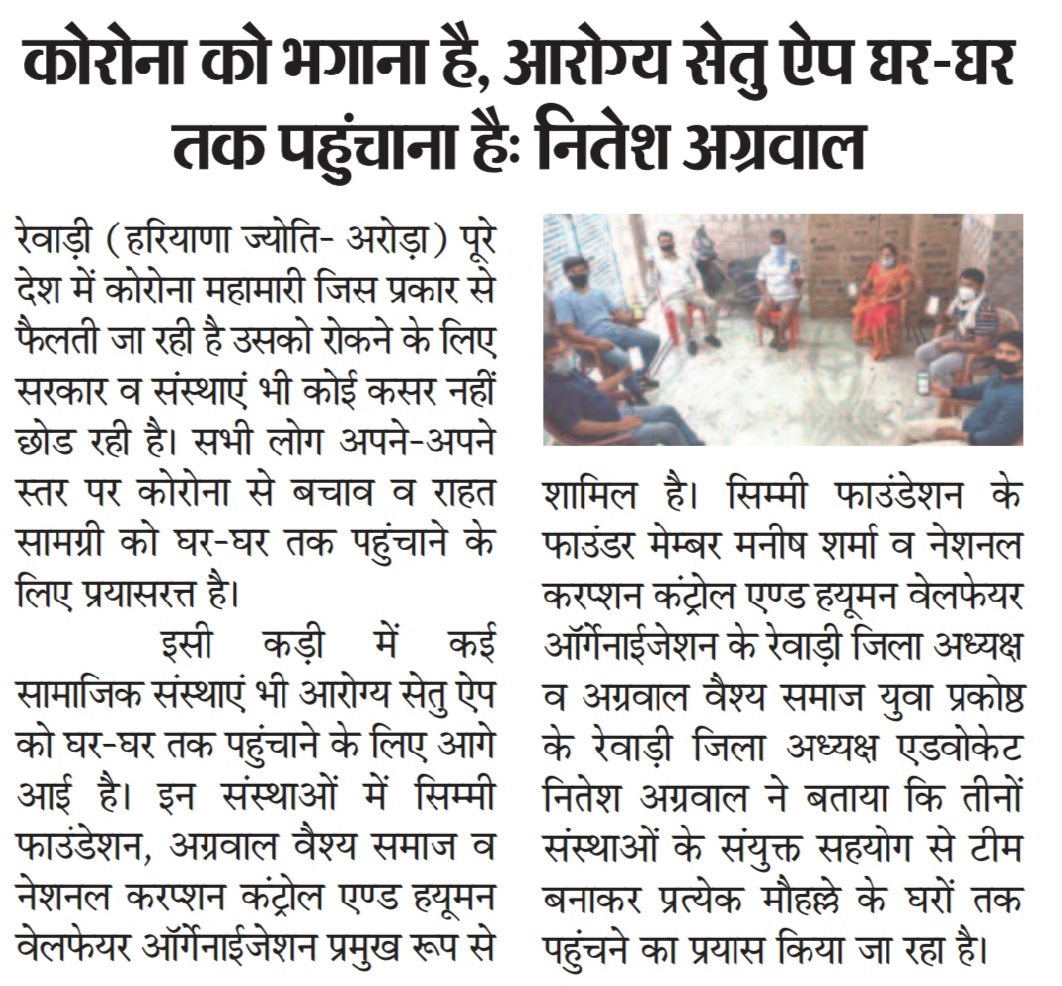 कोरोना को भगाना है, आरोग्य सेतु ऐप घर-घर
तक पहुंचाना हैः नितेश अग्रवाल
रेवाड़ी (हरियाणा ज्योति- अरोड़ा) पूरे
देश में कोरोना महामारी जिस प्रकार से
फैलती जा रही है उसको रोकने के लिए
सरकार व संस्थाएं भी कोई कसर नहीं
छोड रही है। सभी लोग अपने-अपने
स्तर पर कोरोना से बचाव व राहत
सामग्री को घर-घर तक पहुंचाने के
लिए प्रयासरत्त है।
इसी कड़ी में कई
सामाजिक संस्थाएं भी आरोग्य सेतु ऐप
को घर-घर तक पहुंचाने के लिए आगे
आई है। इन संस्थाओं में सिम्मी
फाउंडेशन, अग्रवाल वैश्य समाज व
नेशनल करप्शन कंट्रोल एण्ड हयूमन
वेलफेयर ऑर्गेनाईजेशन प्रमुख रूप से
शामिल है। सिम्मी फाउंडेशन के
फाउंडर मेम्बर मनीष शर्मा व नेशनल
करप्शन कंट्रोल एण्ड हयूमन वेलफेयर
ऑर्गेनाईजेशन के रेवाड़ी जिला अध्यक्ष
व अग्रवाल वैश्य समाज युवा प्रकोष्ठ
के रेवाड़ी जिला अध्यक्ष एडवोकेट
नितेश अग्रवाल ने बताया कि तीनों
संस्थाओं के संयुक्त सहयोग से टीम
बनाकर प्रत्येक मौहल्ले के घरों तक
पहुंचने का प्रयास किया जा रहा है।